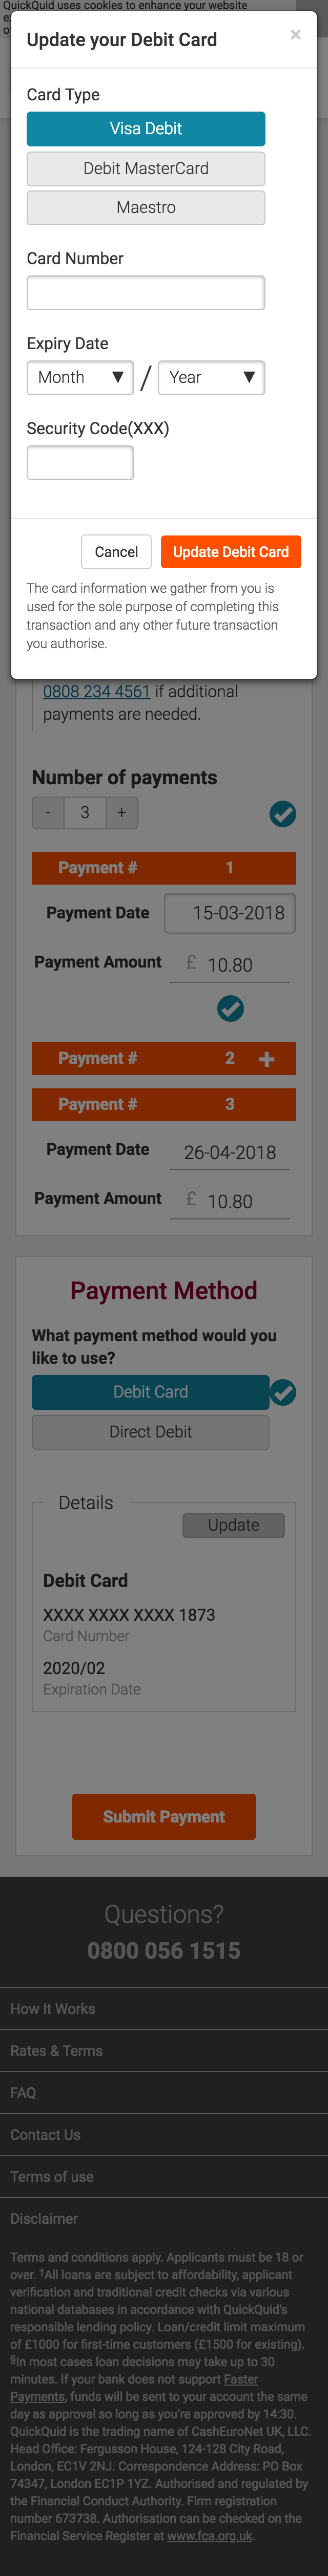 QuickQuid uses cookies to enhance your website
Update your Debit Card ×
Card Type
Visa Debit
Debit MasterCard
Maestro
Card Number
Expiry Date
Month ▼ / Year ▼
Security Code(XXX)
Cancel Update Debit Card
The card information we gather from you is
used for the sole purpose of completing this
transaction and any other future transaction
you authorise.
0808 234 4561 if additional
payments are needed.
Number of payments
- 3 +
Payment # 1
Payment Date 15-03-2018
Payment Amount £ 10.80
Payment # 2 +
Payment # 3
Payment Date 26-04-2018
Payment Amount £ 10.80
Payment Method
What payment method would you
like to use?
Debit Card
Direct Debit
Details
Update
Debit Card
XXXX XXXX XXXX 1873
Card Number
2020/02
Expiration Date
Submit Payment
Questions?
0800 056 1515
How It Works
Rates & Terms
FAQ
Contact Us
Terms of use
Disclaimer
Terms and conditions apply. Applicants must be 18 or
over. †All loans are subject to affordability, applicant
verification and traditional credit checks via various
national databases in accordance with QuickQuid's
responsible lending policy. Loan/credit limit maximum
of £1000 for first-time customers (£1500 for existing).
§In most cases loan decisions may take up to 30
minutes. If your bank does not support Faster
Payments, funds will be sent to your account the same
day as approval so long as you're approved by 14:30.
QuickQuid is the trading name of CashEuroNet UK, LLC.
Head Office: Fergusson House, 124-128 City Road,
London, EC1V 2NJ. Correspondence Address: PO Box
74347, London EC1P 1YZ. Authorised and regulated by
the Financial Conduct Authority. Firm registration
number 673738. Authorisation can be checked on the
Financial Service Register at www.fca.org.uk.